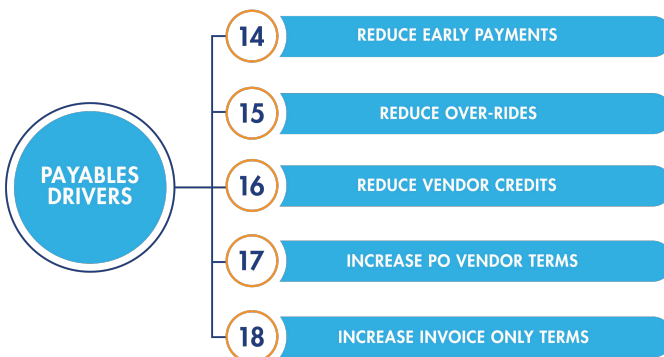 PAYABLES
DRIVERS
14
REDUCE EARLY PAYMENTS
15
REDUCE OVER-RIDES
16
REDUCE VENDOR CREDITS
17
INCREASE PO VENDOR TERMS
18
INCREASE INVOICE ONLY TERMS